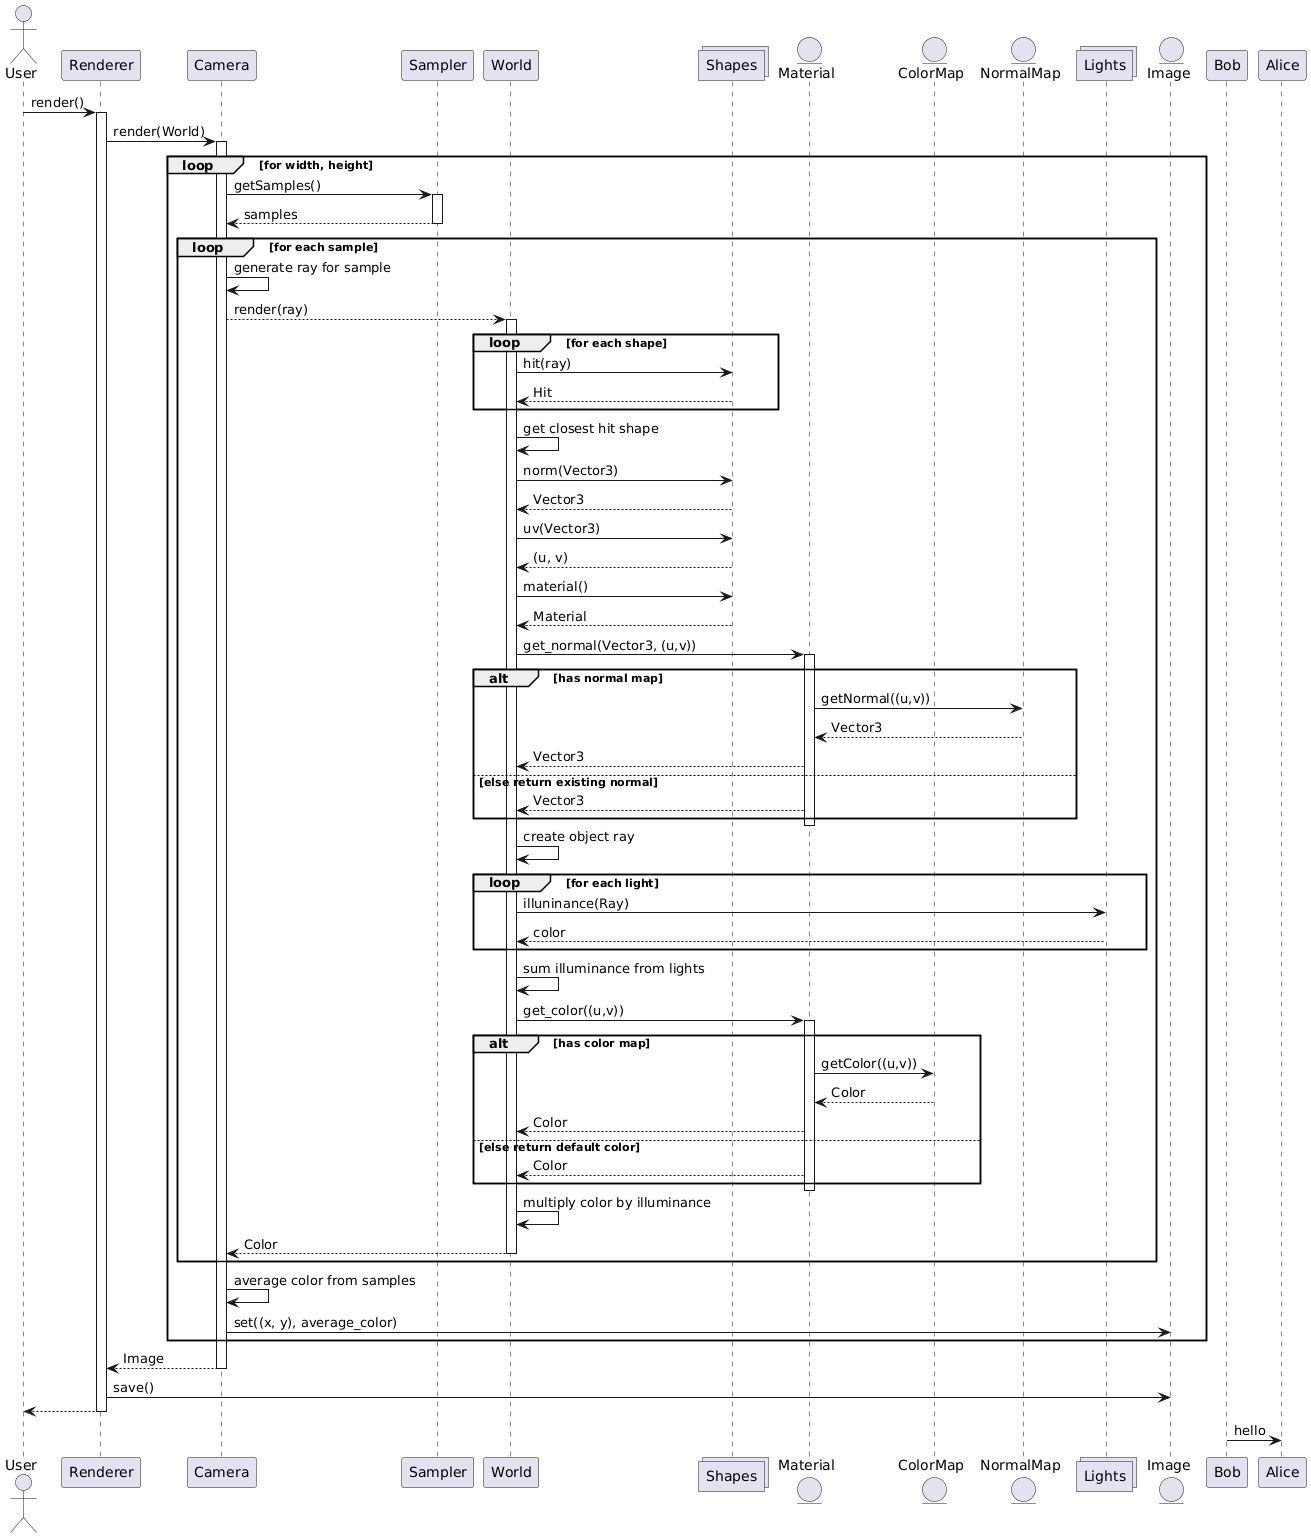 User
Renderer
Camera
Sampler
World
Shapes
Material
ColorMap
NormalMap
Lights
Image
Bob
Alice
render()
render(World)
loop [for width, height]
getSamples()
samples
loop [for each sample]
generate ray for sample
render(ray)
loop [for each shape]
hit(ray)
Hit
get closest hit shape
norm(Vector3)
Vector3
uv(Vector3)
(u, v)
material()
Material
get_normal(Vector3, (u,v))
alt [has normal map]
getNormal((u,v))
Vector3
Vector3
[else return existing normal]
Vector3
create object ray
loop [for each light]
illuninance(Ray)
color
sum illuminance from lights
get_color((u,v))
alt [has color map]
getColor((u,v))
Color
Color
[else return default color]
Color
multiply color by illuminance
Color
average color from samples
set((x, y), average_color)
Image
save()
hello
User
Renderer
Camera
Sampler
World
Shapes
Material
ColorMap
NormalMap
Lights
Image
Bob
Alice